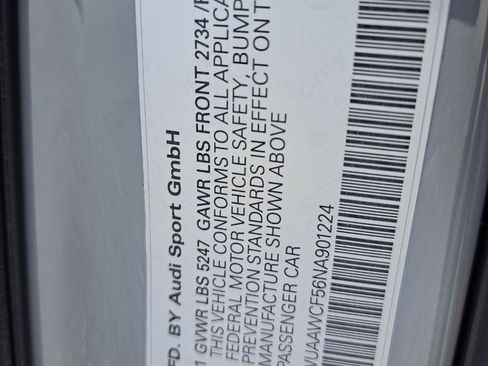 FD. BY Audi Sport GmbH
1 GVWR LBS 5247 GAWR LBS FRONT 2734 /R
THIS VEHICLE CONFORMS TO ALL APPLICA
FEDERAL MOTOR VEHICLE SAFETY, BUMP
PREVENTION STANDARDS IN EFFECT ON T
MANUFACTURE SHOWN ABOVE
PASSENGER CAR
WUAAWCF56NA901224